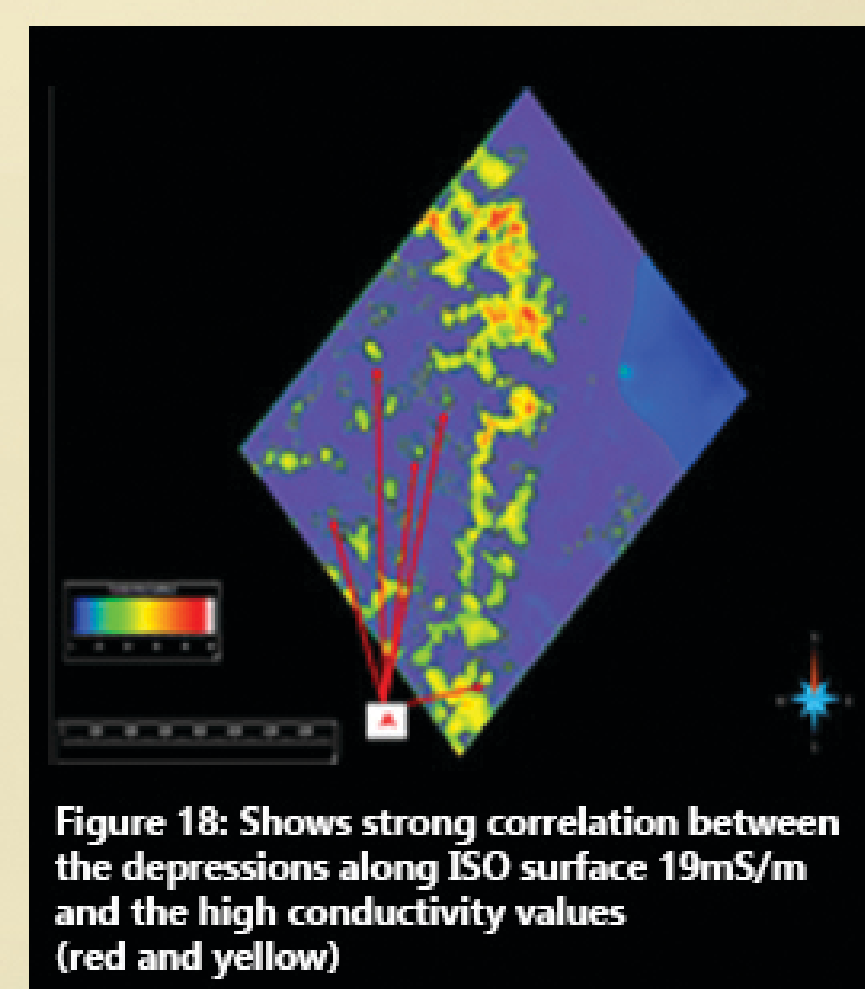 A
Figure 18: Shows strong correlation between
the depressions along ISO surface 19mS/m
and the high conductivity values
(red and yellow)